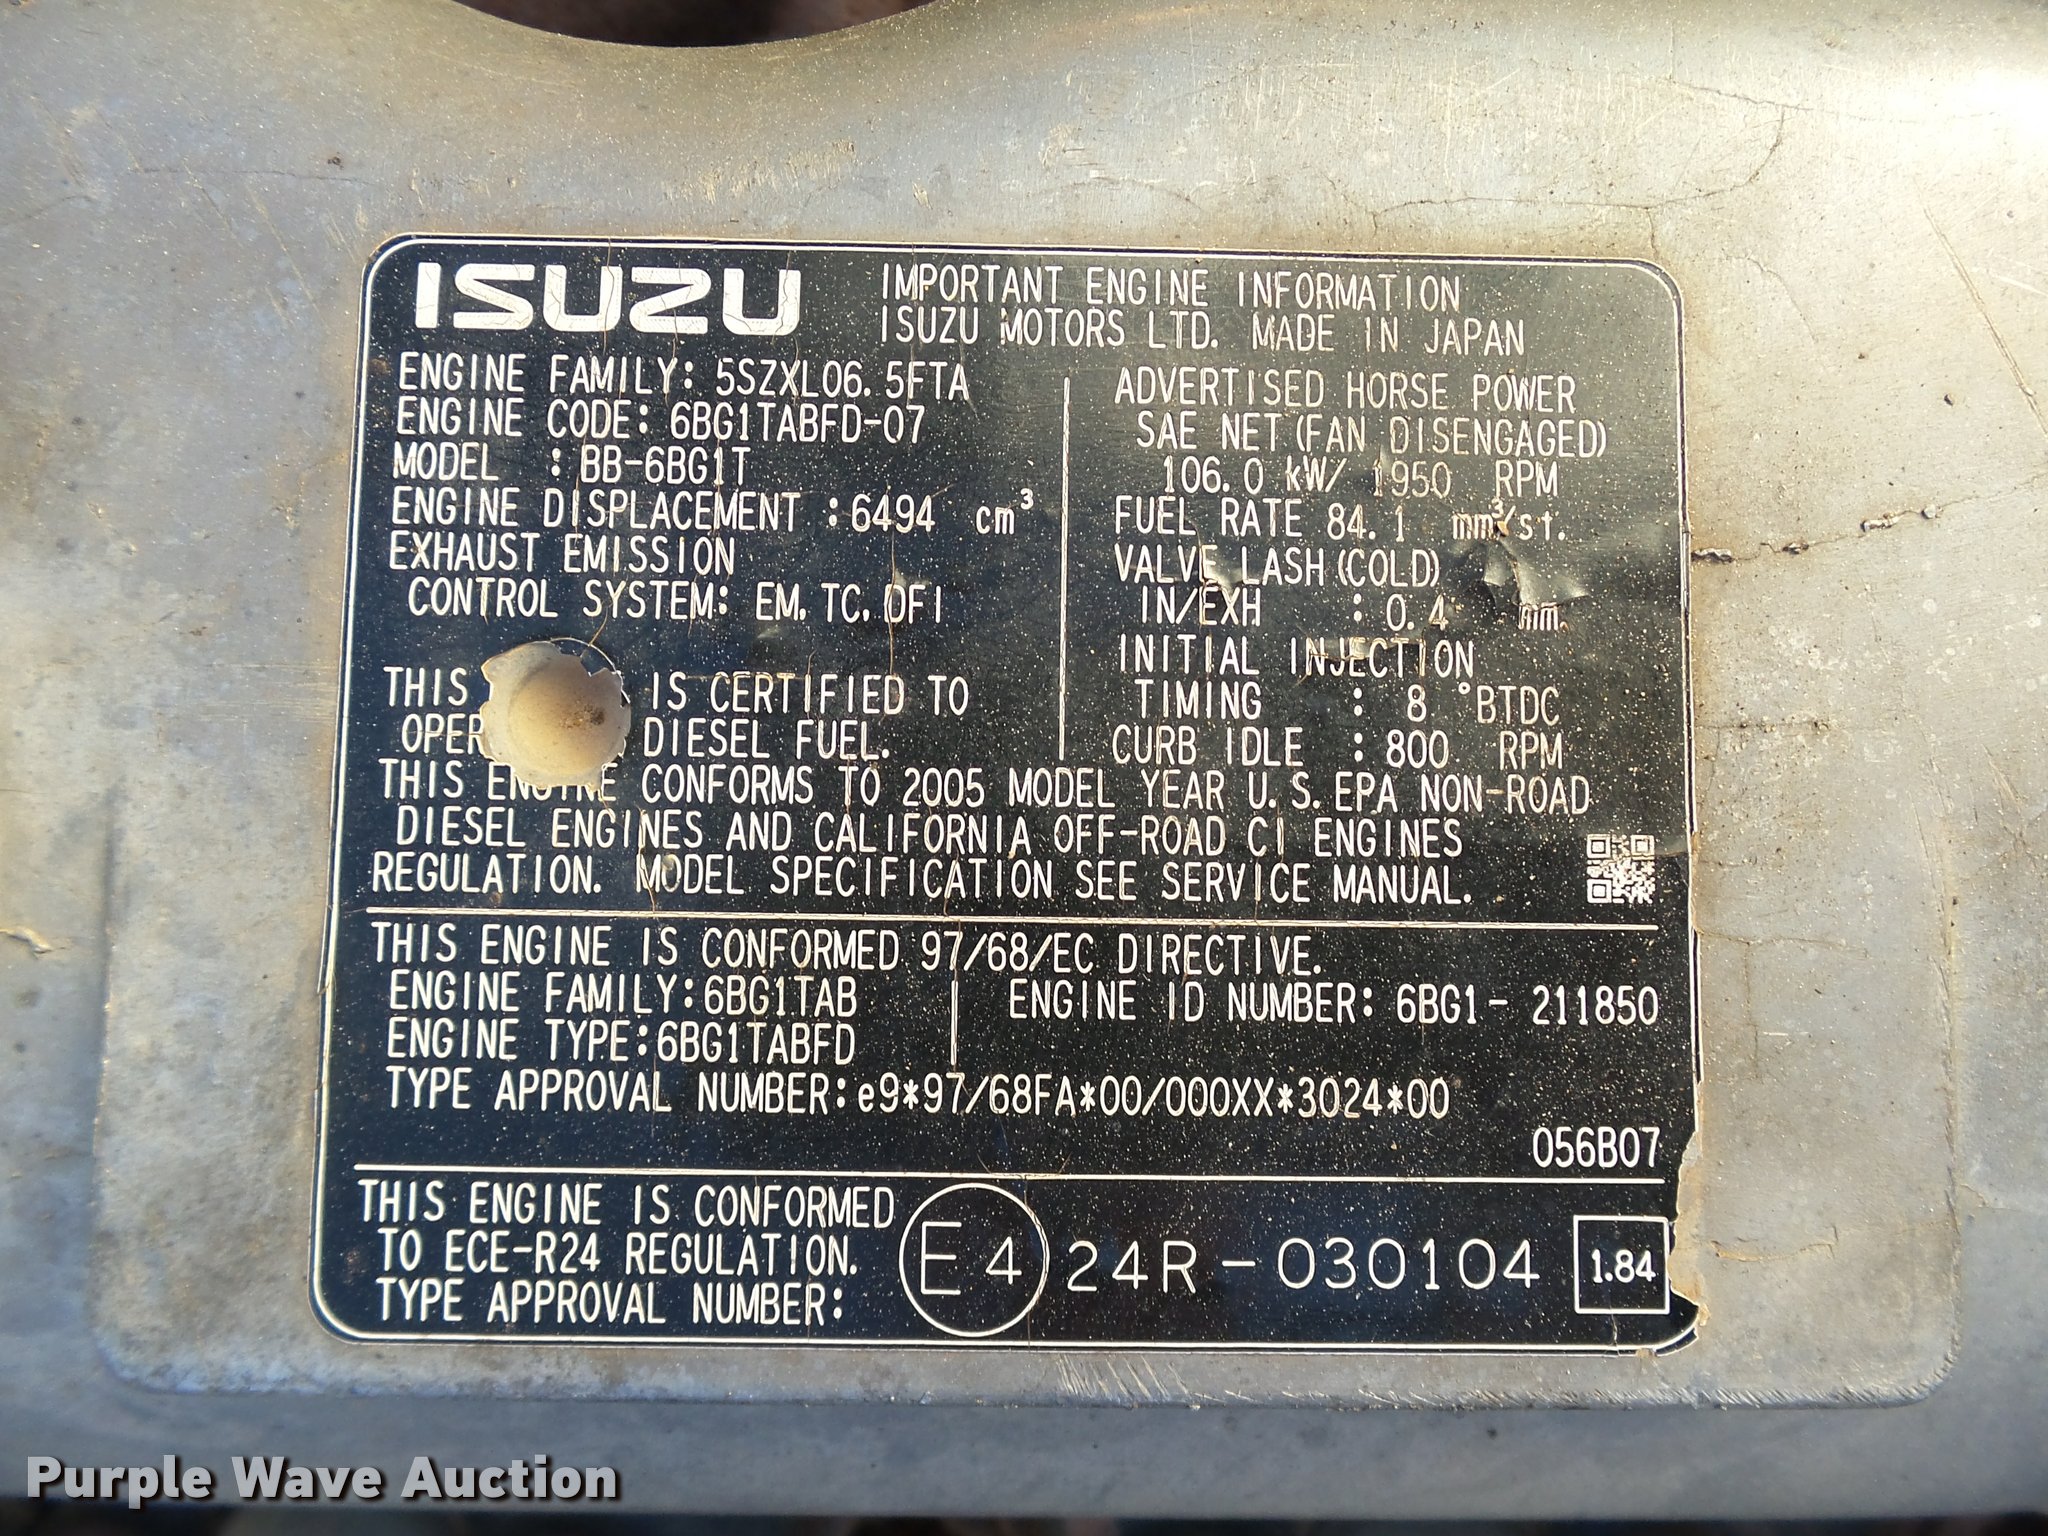 ISUZU
IMPORTANT ENGINE INFORMATION
ISUZU MOTORS LTD. MADE IN JAPAN
ENGINE FAMILY: 5SZXL06.5FTA
ENGINE CODE: 6BG1TABFD-07
MODEL : BB-6BG1T
ENGINE DISPLACEMENT : 6494 cm³
EXHAUST EMISSION
CONTROL SYSTEM: EM, TC, DFI
ADVERTISED HORSE POWER
SAE NET (FAN DISENGAGED)
106.0 kW/ 1950 RPM
FUEL RATE 84.1 mm³/st.
VALVE LASH (COLD)
IN/EXH : 0.4 mm.
INITIAL INJECTION
TIMING : 8 °BTDC
CURB IDLE : 800 RPM
THIS IS CERTIFIED TO
DIESEL FUEL.
THIS ENGINE CONFORMS TO 2005 MODEL YEAR U.S. EPA NON-ROAD
DIESEL ENGINES AND CALIFORNIA OFF-ROAD CI ENGINES
REGULATION. MODEL SPECIFICATION SEE SERVICE MANUAL.
THIS ENGINE IS CONFORMED 97/68/EC DIRECTIVE.
ENGINE FAMILY: 6BG1TAB
ENGINE ID NUMBER: 6BG1- 211850
ENGINE TYPE: 6BG1TABFD
TYPE APPROVAL NUMBER: e9*97/68FA*00/000XX*3024*00
056B07
THIS ENGINE IS CONFORMED
TO ECE-R24 REGULATION.
TYPE APPROVAL NUMBER:
E4 24R-030104 1.84
Purple Wave Auction